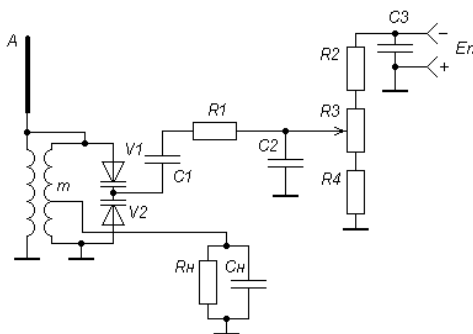 A
C3
−
R2
Eп
+
R1
R3
V1
C2
C1
m
R4
V2
Rн
Cн